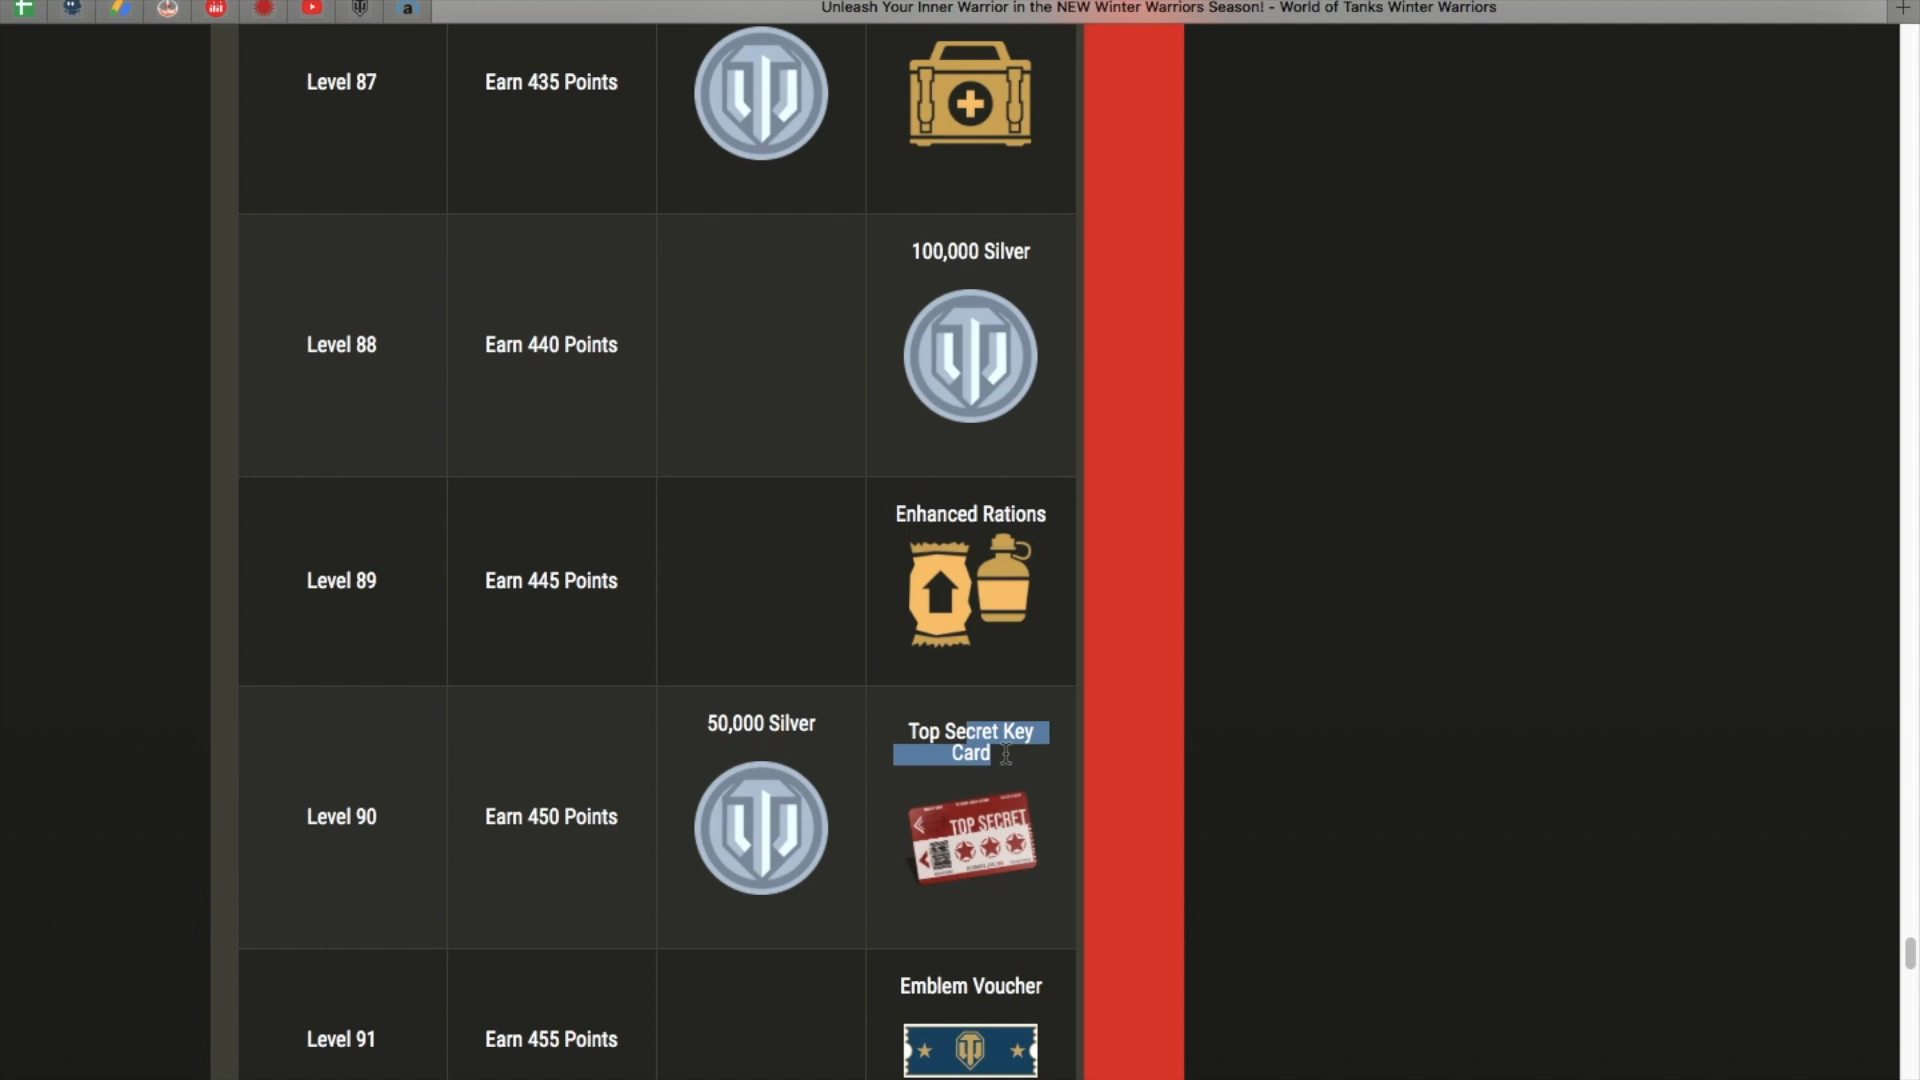 Unleash Your Inner Warrior in the NEW Winter Warriors Season! - World of Tanks Winter Warriors
Level 87
Earn 435 Points
100,000 Silver
Level 88
Earn 440 Points
Enhanced Rations
Level 89
Earn 445 Points
50,000 Silver
Top Secret Key
Card
Level 90
Earn 450 Points
TOP SECRET
Emblem Voucher
Level 91
Earn 455 Points